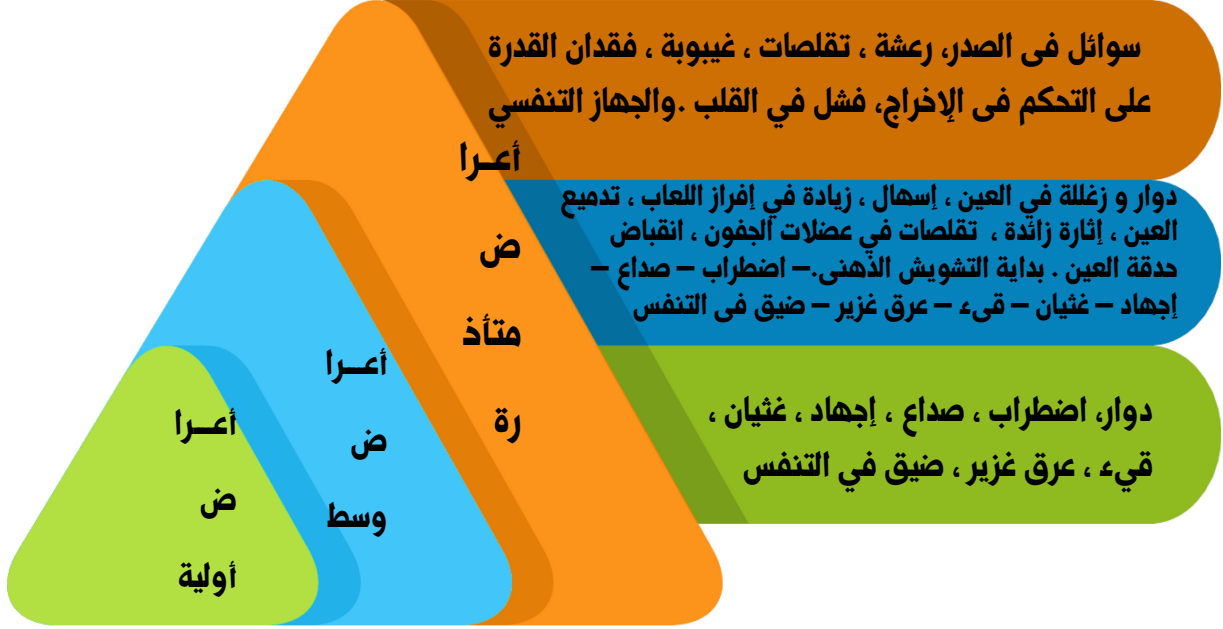 سوائل فى الصدر، رعشة ، تقلصات ، غيبوبة ، فقدان القدرة
على التحكم فى الإخراج، فشل في القلب .والجهاز التنفسي
أعــرا
ض
متأخ
رة
دوار و زغللة في العين ، إسهال ، زيادة في إفراز اللعاب ، تدميع
العين ، إثارة زائدة ، تقلصات في عضلات الجفون ، انقباض
حدقة العين . بداية التشويش الذهنى.– اضطراب – صداع –
إجهاد – غثيان – قىء – عرق غزير – ضيق فى التنفس
أعــرا
ض
وسط
دوار، اضطراب ، صداع ، إجهاد ، غثيان ،
قيء ، عرق غزير ، ضيق في التنفس
أعــرا
ض
أولية